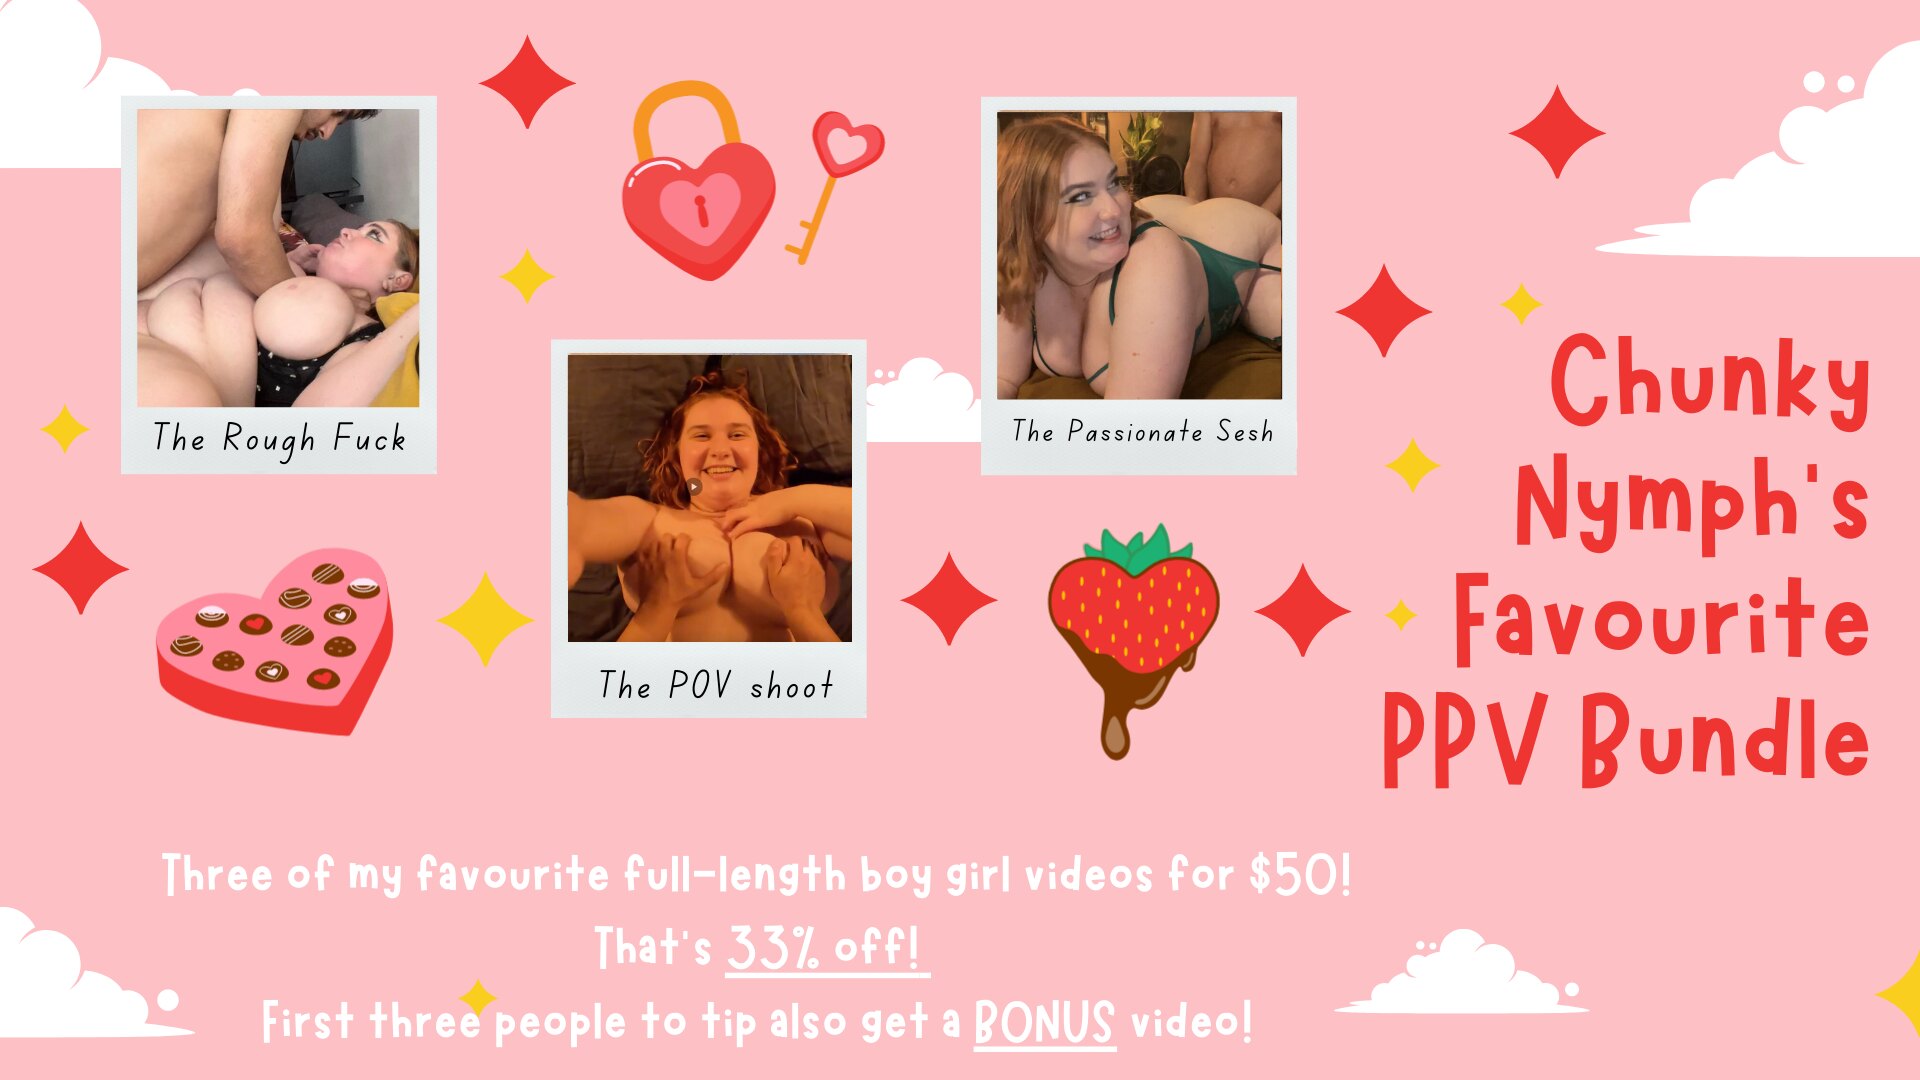 The Rough Fuck
The POV shoot
The Passionate Sesh
Chunky
Nymph's
Favourite
PPV Bundle
Three of my favourite full-length boy girl videos for $50!
That's 33% off!
First three people to tip also get a BONUS video!